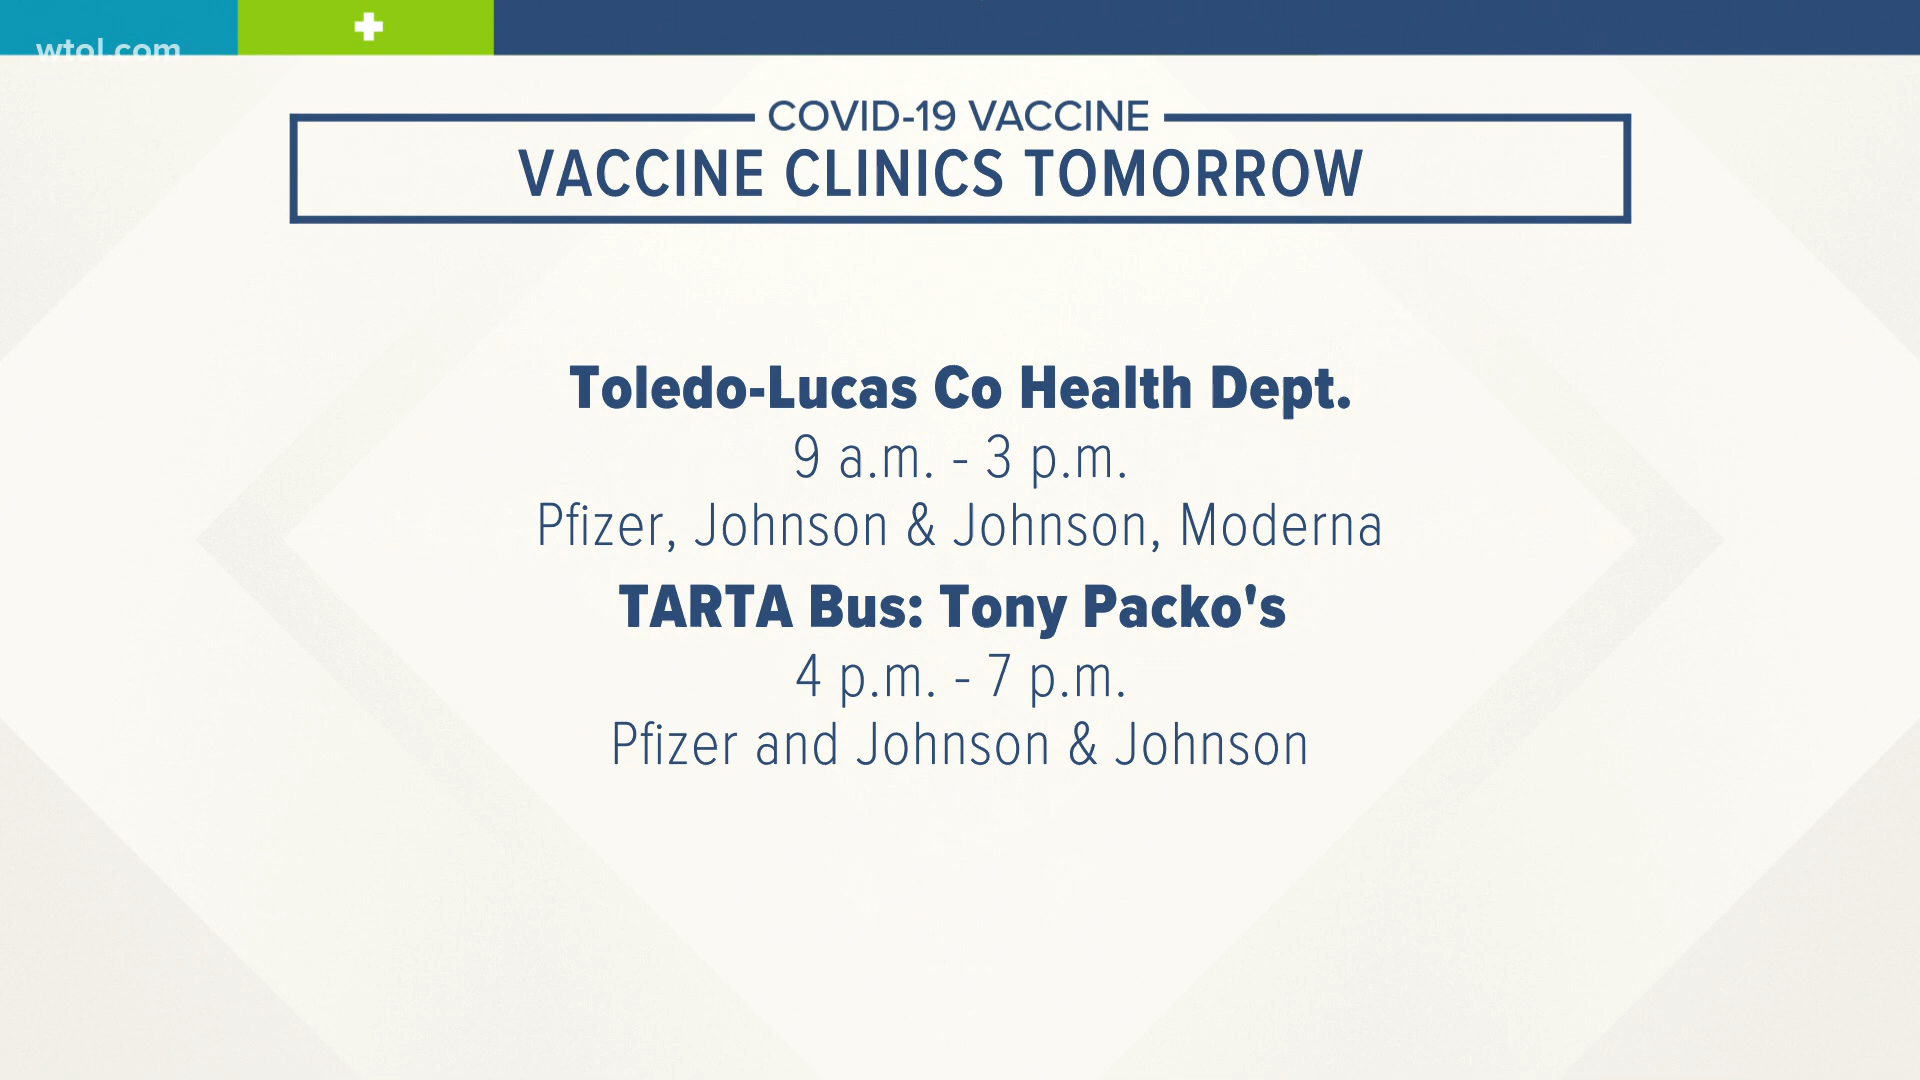 wtol.com
COVID-19 VACCINE
VACCINE CLINICS TOMORROW
Toledo-Lucas Co Health Dept.
9 a.m. - 3 p.m.
Pfizer, Johnson & Johnson, Moderna
TARTA Bus: Tony Packo's
4 p.m. - 7 p.m.
Pfizer and Johnson & Johnson